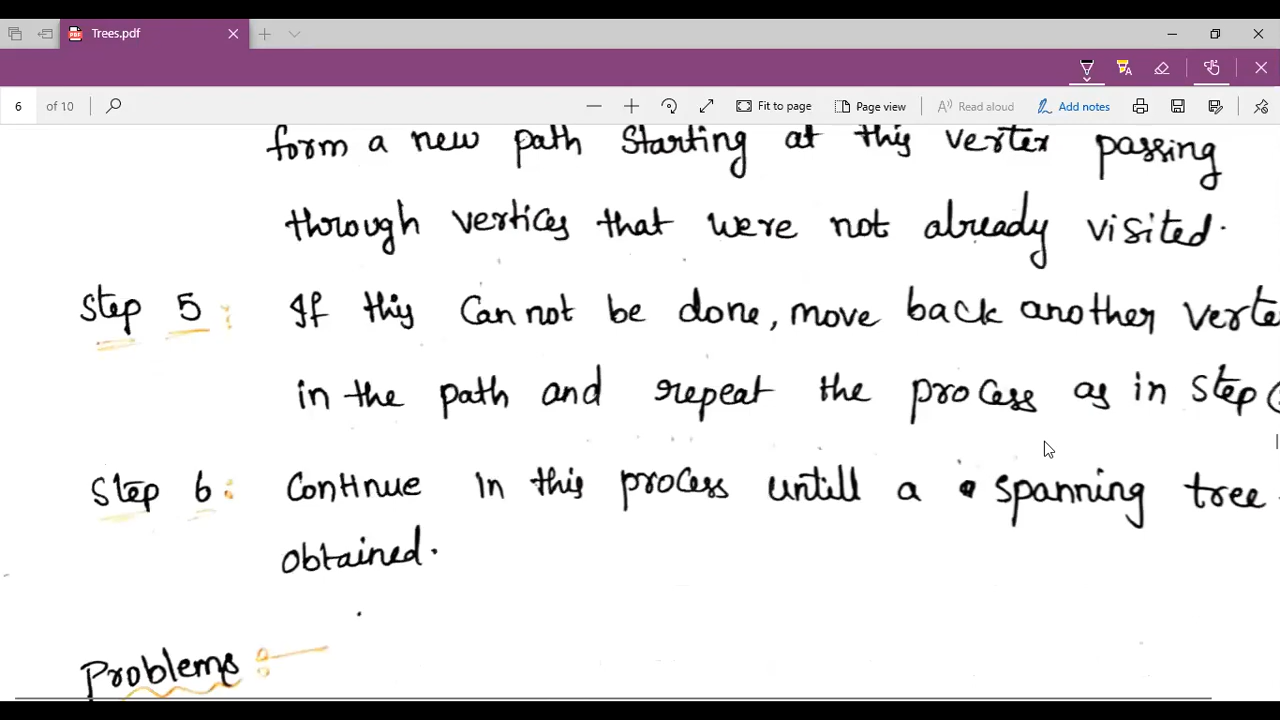 Trees.pdf
6 of 10 Fit to page Page view Read aloud Add notes
form a new path Starting at this vertex passing
through vertices that were not already visited.
Step 5: If this Cannot be done, move back another verte
in the path and repeat the process as in Step (
Step 6: Continue in this process untill a spanning tree
obtained.
Problems:-